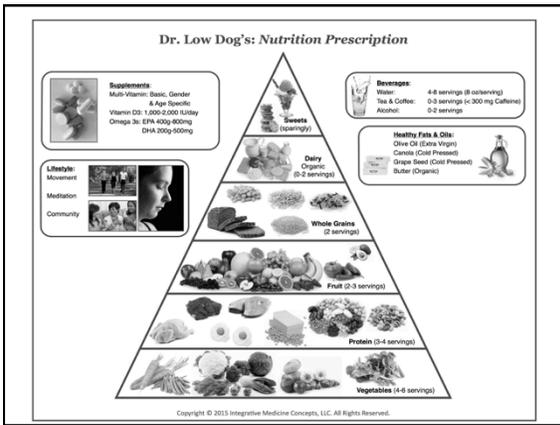 Dr. Low Dog's: Nutrition Prescription
Supplements:
Multi-Vitamin: Basic, Gender
& Age Specific
Vitamin D3: 1,000-2,000 IU/day
Omega 3s: EPA 400g-800mg
DHA 200g-500mg
Beverages:
Water: 4-8 servings (8 oz/serving)
Tea & Coffee: 0-3 servings (< 300 mg Caffeine)
Alcohol: 0-2 servings
Healthy Fats & Oils:
Olive Oil (Extra Virgin)
Canola (Cold Pressed)
Grape Seed (Cold Pressed)
Butter (Organic)
Lifestyle:
Movement
Meditation
Community
Sweets
(sparingly)
Dairy
Organic
(0-2 servings)
Whole Grains
(2 servings)
Fruit (2-3 servings)
Protein (3-4 servings)
Vegetables (4-6 servings)
Copyright © 2015 Integrative Medicine Concepts, LLC. All Rights Reserved.